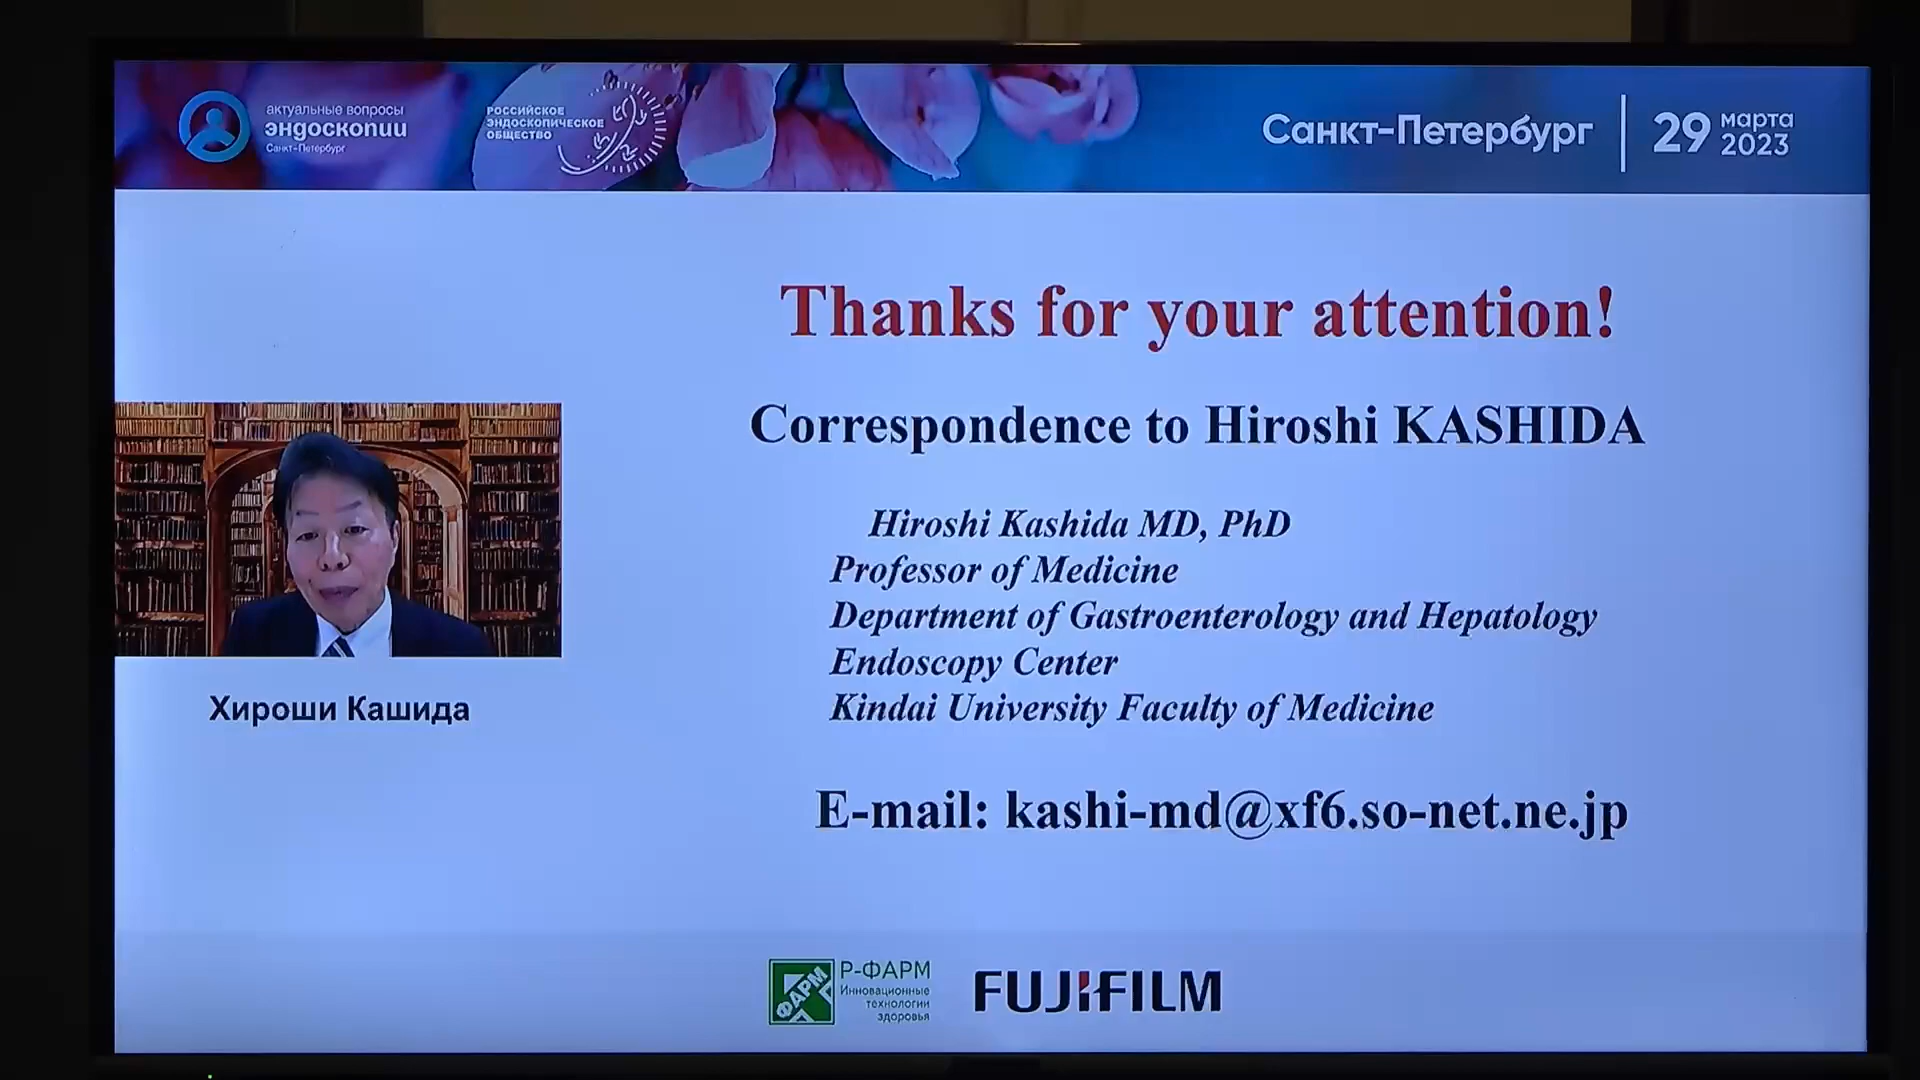 актуальные вопросы
эндоскопии
Санкт-Петербург
РОССИЙСКОЕ
ЭНДОСКОПИЧЕСКОЕ
ОБЩЕСТВО
Санкт-Петербург
29 марта
2023
Thanks for your attention!
Correspondence to Hiroshi KASHIDA
Hiroshi Kashida MD, PhD
Professor of Medicine
Department of Gastroenterology and Hepatology
Endoscopy Center
Kindai University Faculty of Medicine
Хироши Кашида
E-mail: kashi-md@xf6.so-net.ne.jp
ФАРМ
Р-ФАРМ
Инновационные
технологии
здоровья
FUJIFILM